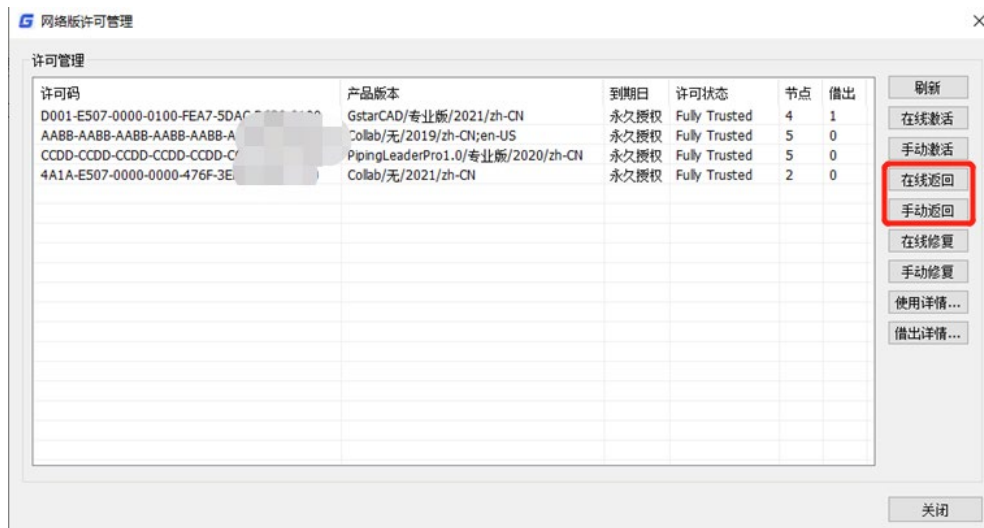 网络版许可管理
许可管理
许可码 产品版本 到期日 许可状态 节点 借出
D001-E507-0000-0100-FEA7-5DAC GstarCAD/专业版/2021/zh-CN 永久授权 Fully Trusted 4 1
AABB-AABB-AABB-AABB-AABB-A Collab/无/2019/zh-CN;en-US 永久授权 Fully Trusted 5 0
CCDD-CCDD-CCDD-CCDD-CCDD-C PipingLeaderPro1.0/专业版/2020/zh-CN 永久授权 Fully Trusted 5 0
4A1A-E507-0000-0000-476F-3E Collab/无/2021/zh-CN 永久授权 Fully Trusted 2 0
刷新
在线激活
手动激活
在线返回
手动返回
在线修复
手动修复
使用详情...
借出详情...
关闭